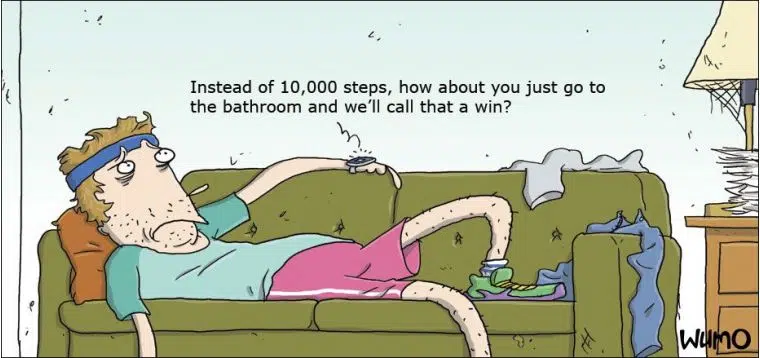 Instead of 10,000 steps, how about you just go to
the bathroom and we'll call that a win?
WUMO